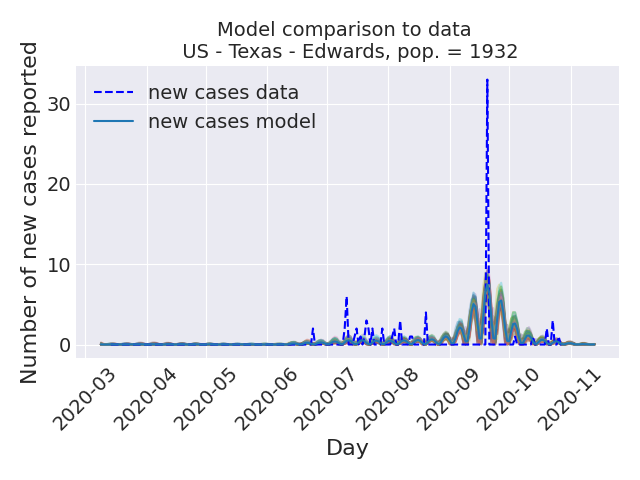 Model comparison to data
US - Texas - Edwards, pop. = 1932
Number of new cases reported
30
20
10
0
new cases data
new cases model
2020-03
2020-04
2020-05
2020-06
2020-07
2020-08
2020-09
2020-10
2020-11
Day